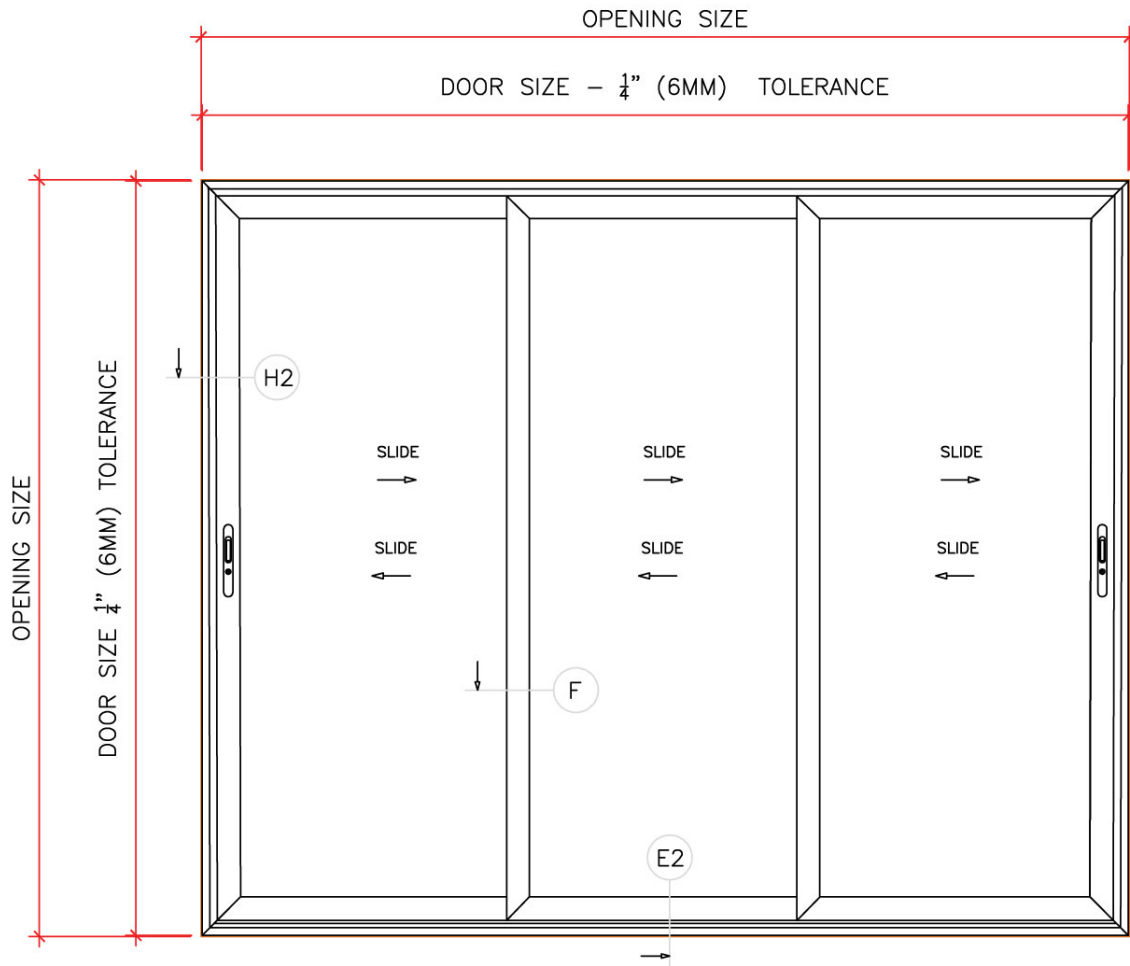 OPENING SIZE
DOOR SIZE – ¼" (6MM) TOLERANCE
OPENING SIZE
DOOR SIZE ¼" (6MM) TOLERANCE
H2
SLIDE
SLIDE
SLIDE
SLIDE
SLIDE
SLIDE
F
E2